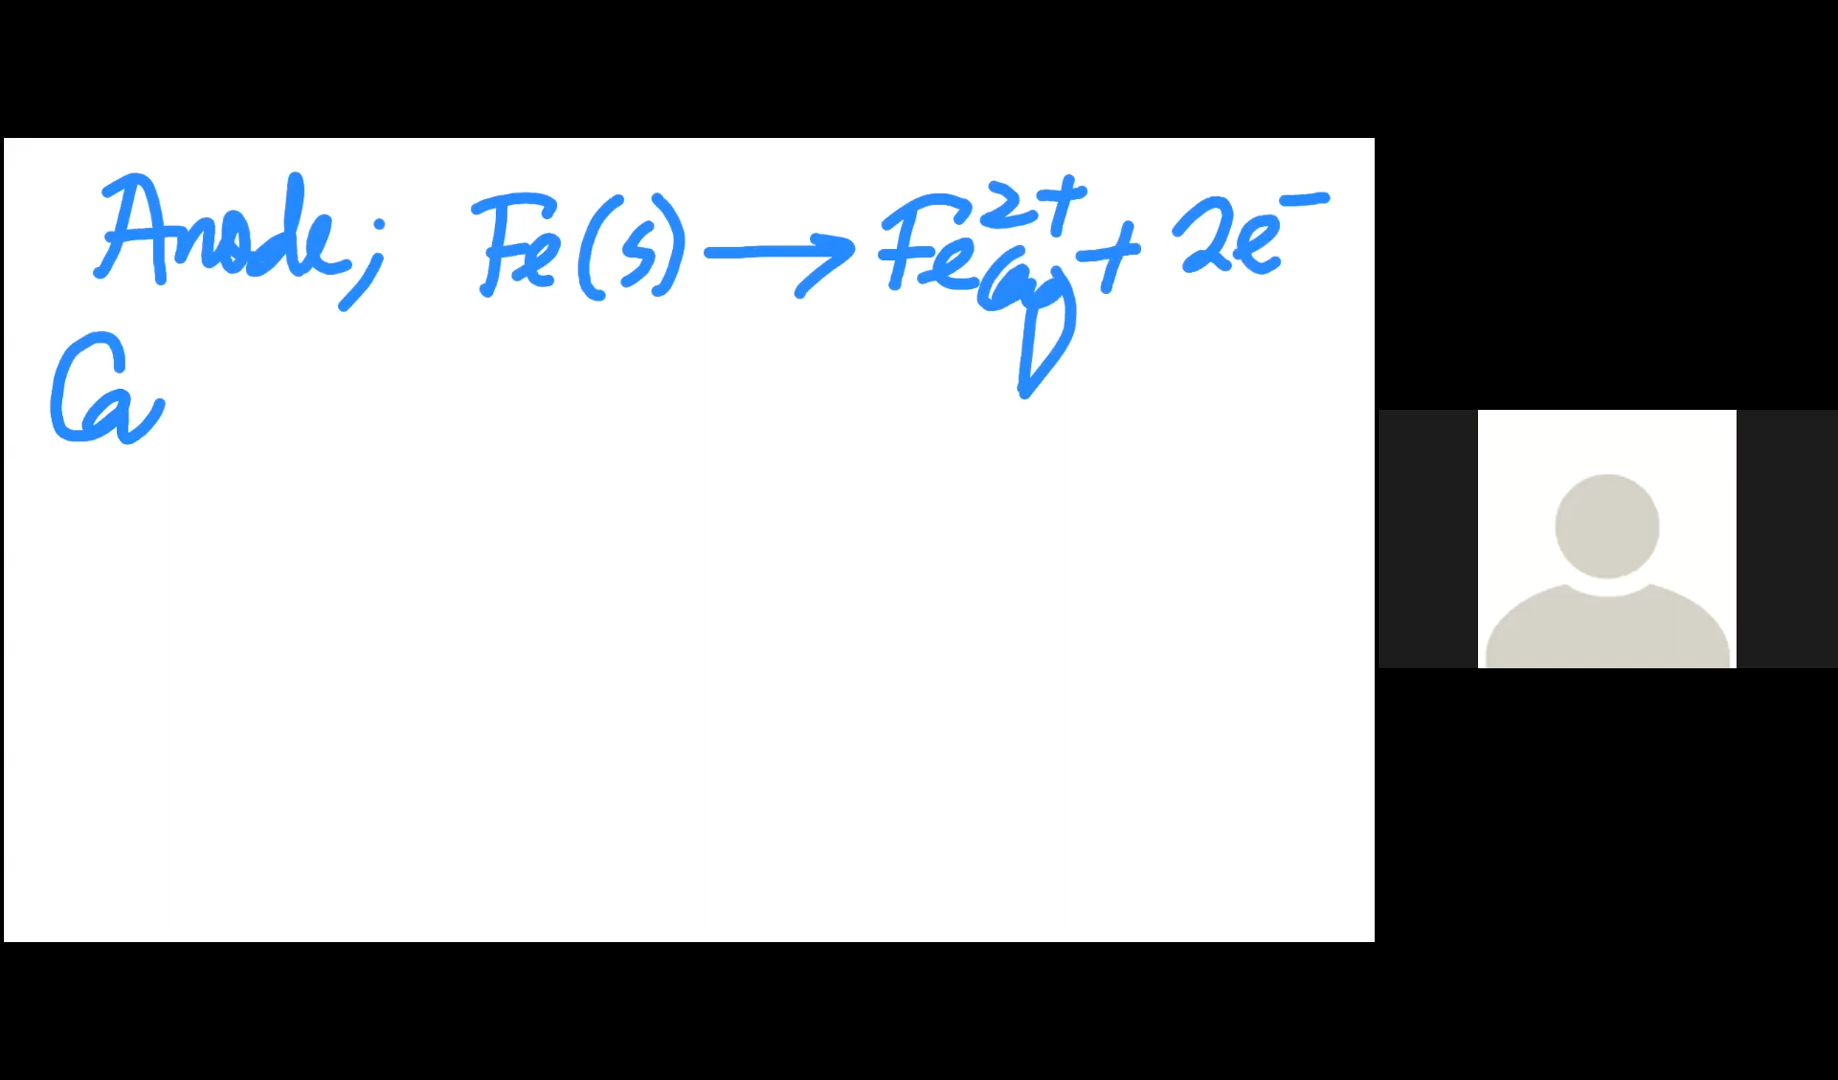 Anode; Fe(s) → Fe²⁺(aq) + 2e⁻
Ca